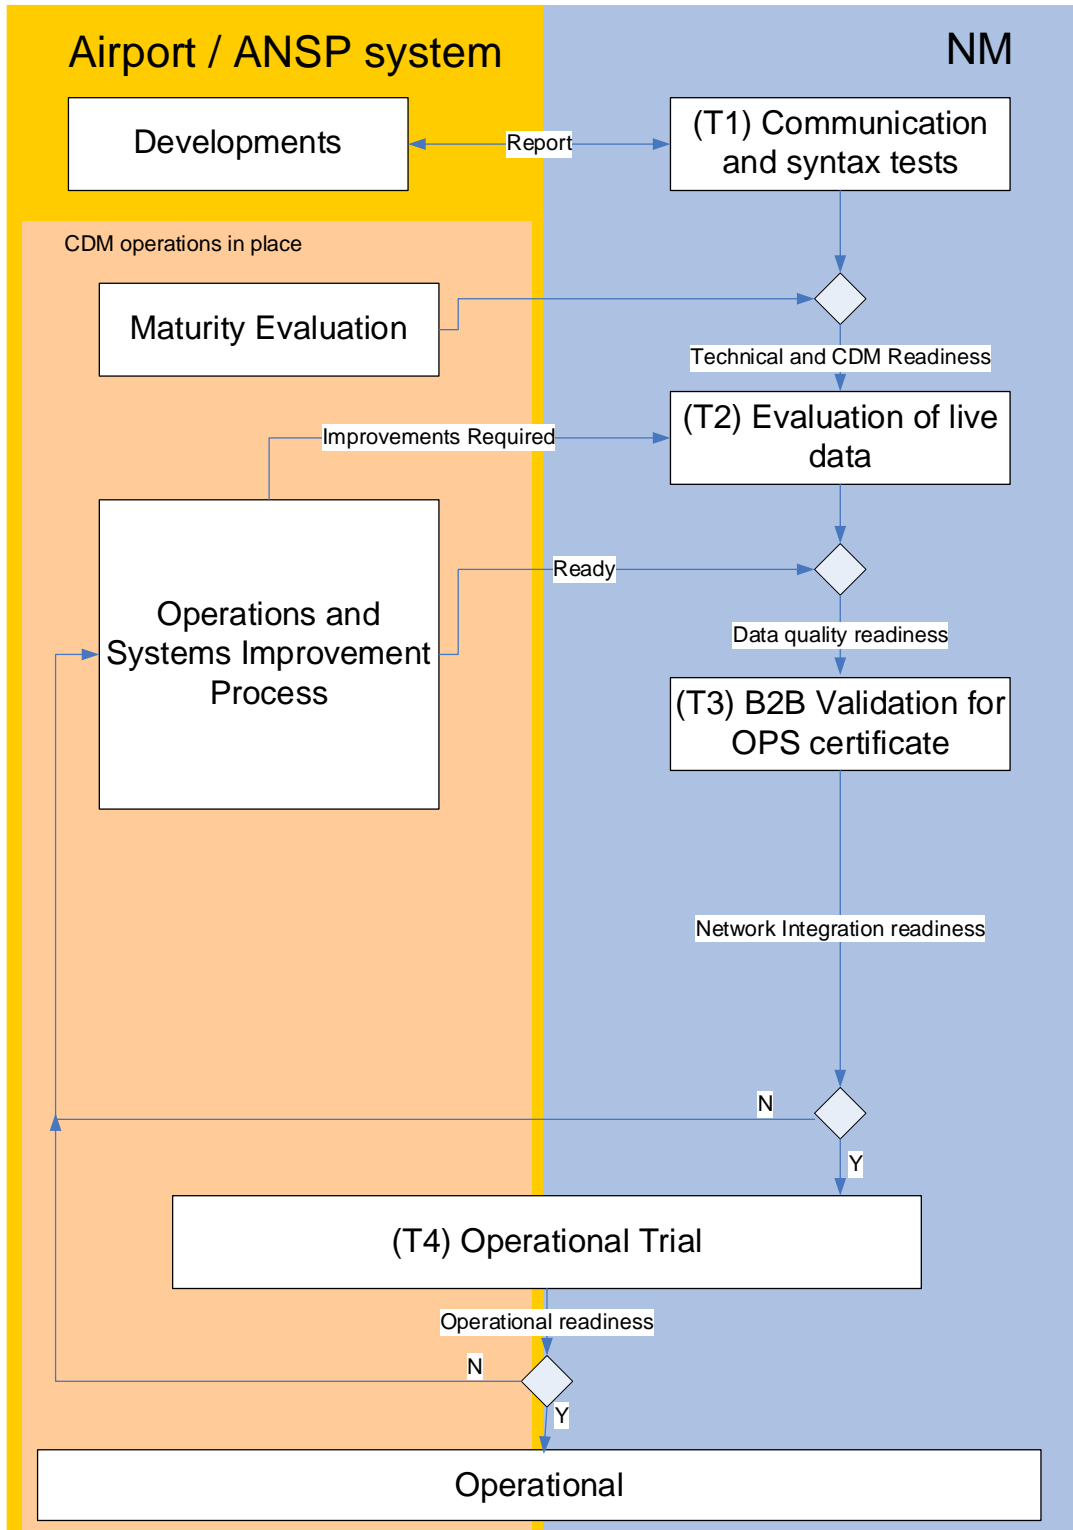 Airport / ANSP system
NM
Developments
Report
(T1) Communication
and syntax tests
CDM operations in place
Maturity Evaluation
Technical and CDM Readiness
(T2) Evaluation of live
data
Improvements Required
Operations and
Systems Improvement
Process
Ready
Data quality readiness
(T3) B2B Validation for
OPS certificate
Network Integration readiness
N
Y
(T4) Operational Trial
Operational readiness
N
Y
Operational